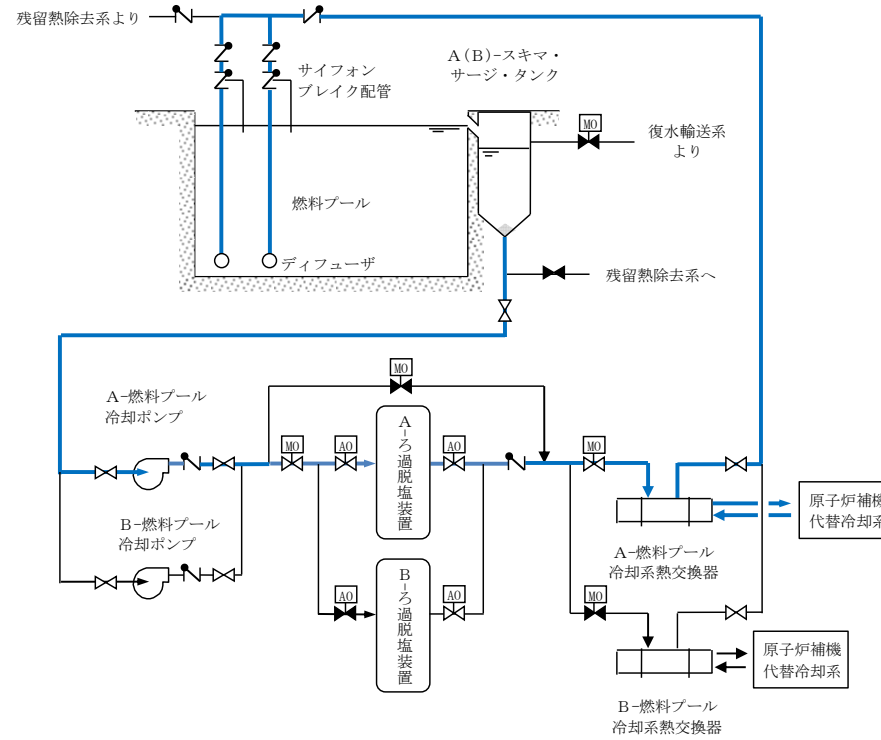 残留熱除去系より
サイフォン
ブレイク配管
A(B)-スキマ・
サージ・タンク
MO
復水輸送系
より
燃料プール
ディフューザ
残留熱除去系へ
MO
A-燃料プール
冷却ポンプ
MO
AO
A-ろ過脱塩装置
AO
MO
原子炉補機
代替冷却系
B-燃料プール
冷却ポンプ
A-燃料プール
冷却系熱交換器
AO
B-ろ過脱塩装置
AO
MO
原子炉補機
代替冷却系
B-燃料プール
冷却系熱交換器